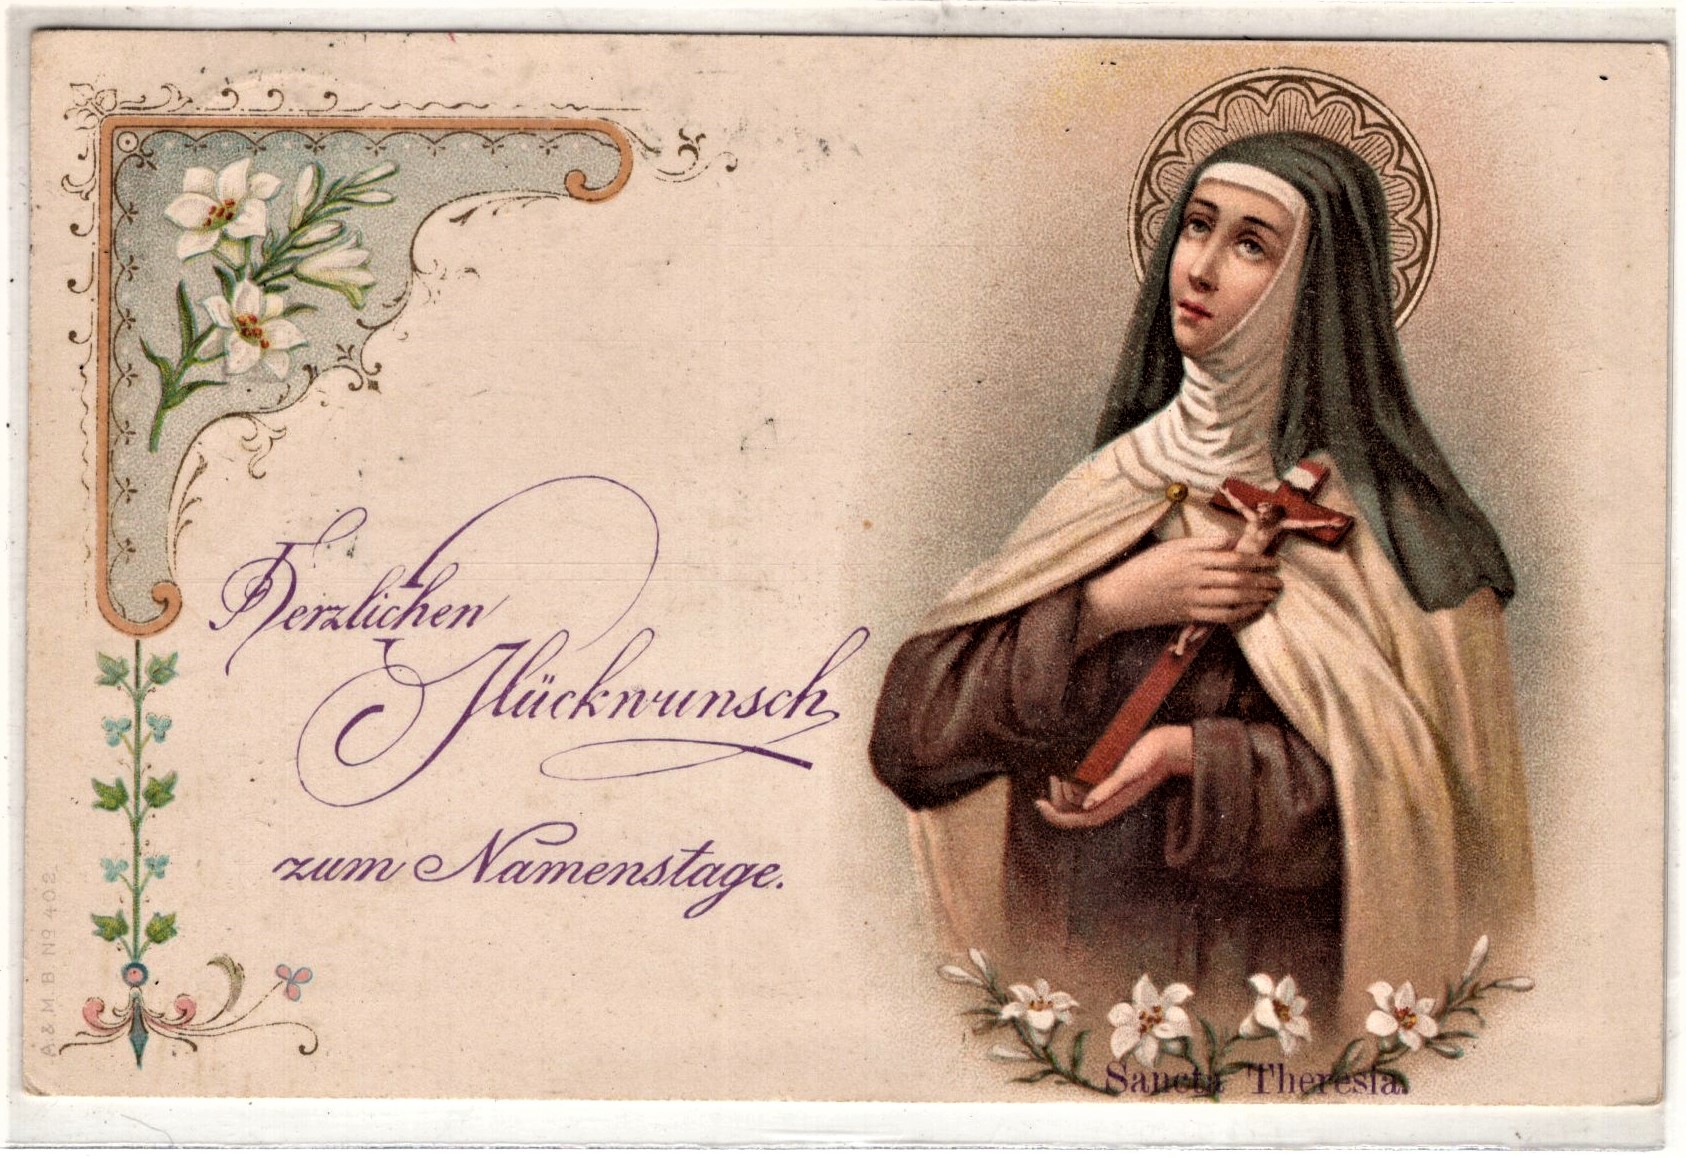 Herzlichen
Glückwunsch
zum Namenstage.
Sancta Theresia.
A & M. B. No 402.